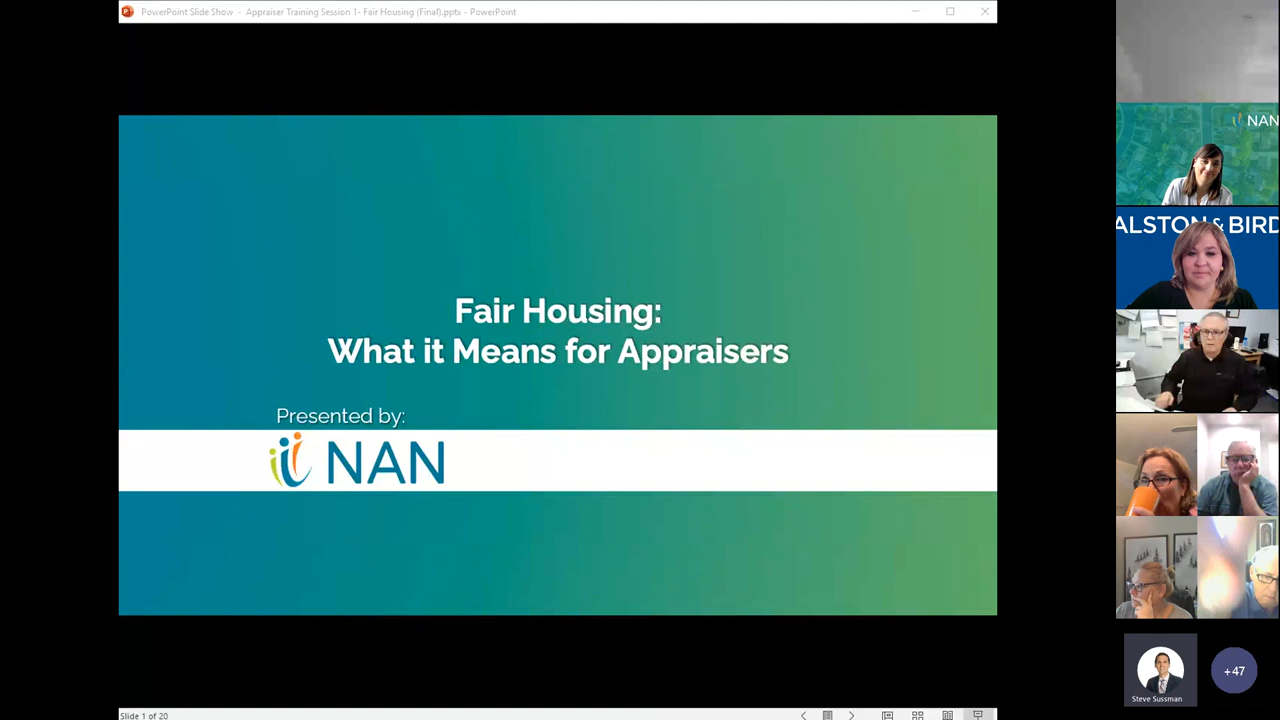 PowerPoint Slide Show - Appraiser Training Session 1- Fair Housing (Final).pptx - PowerPoint
Fair Housing:
What it Means for Appraisers
Presented by:
NAN
Slide 1 of 20
NAN
ALSTON & BIRD
Steve Sussman
+47